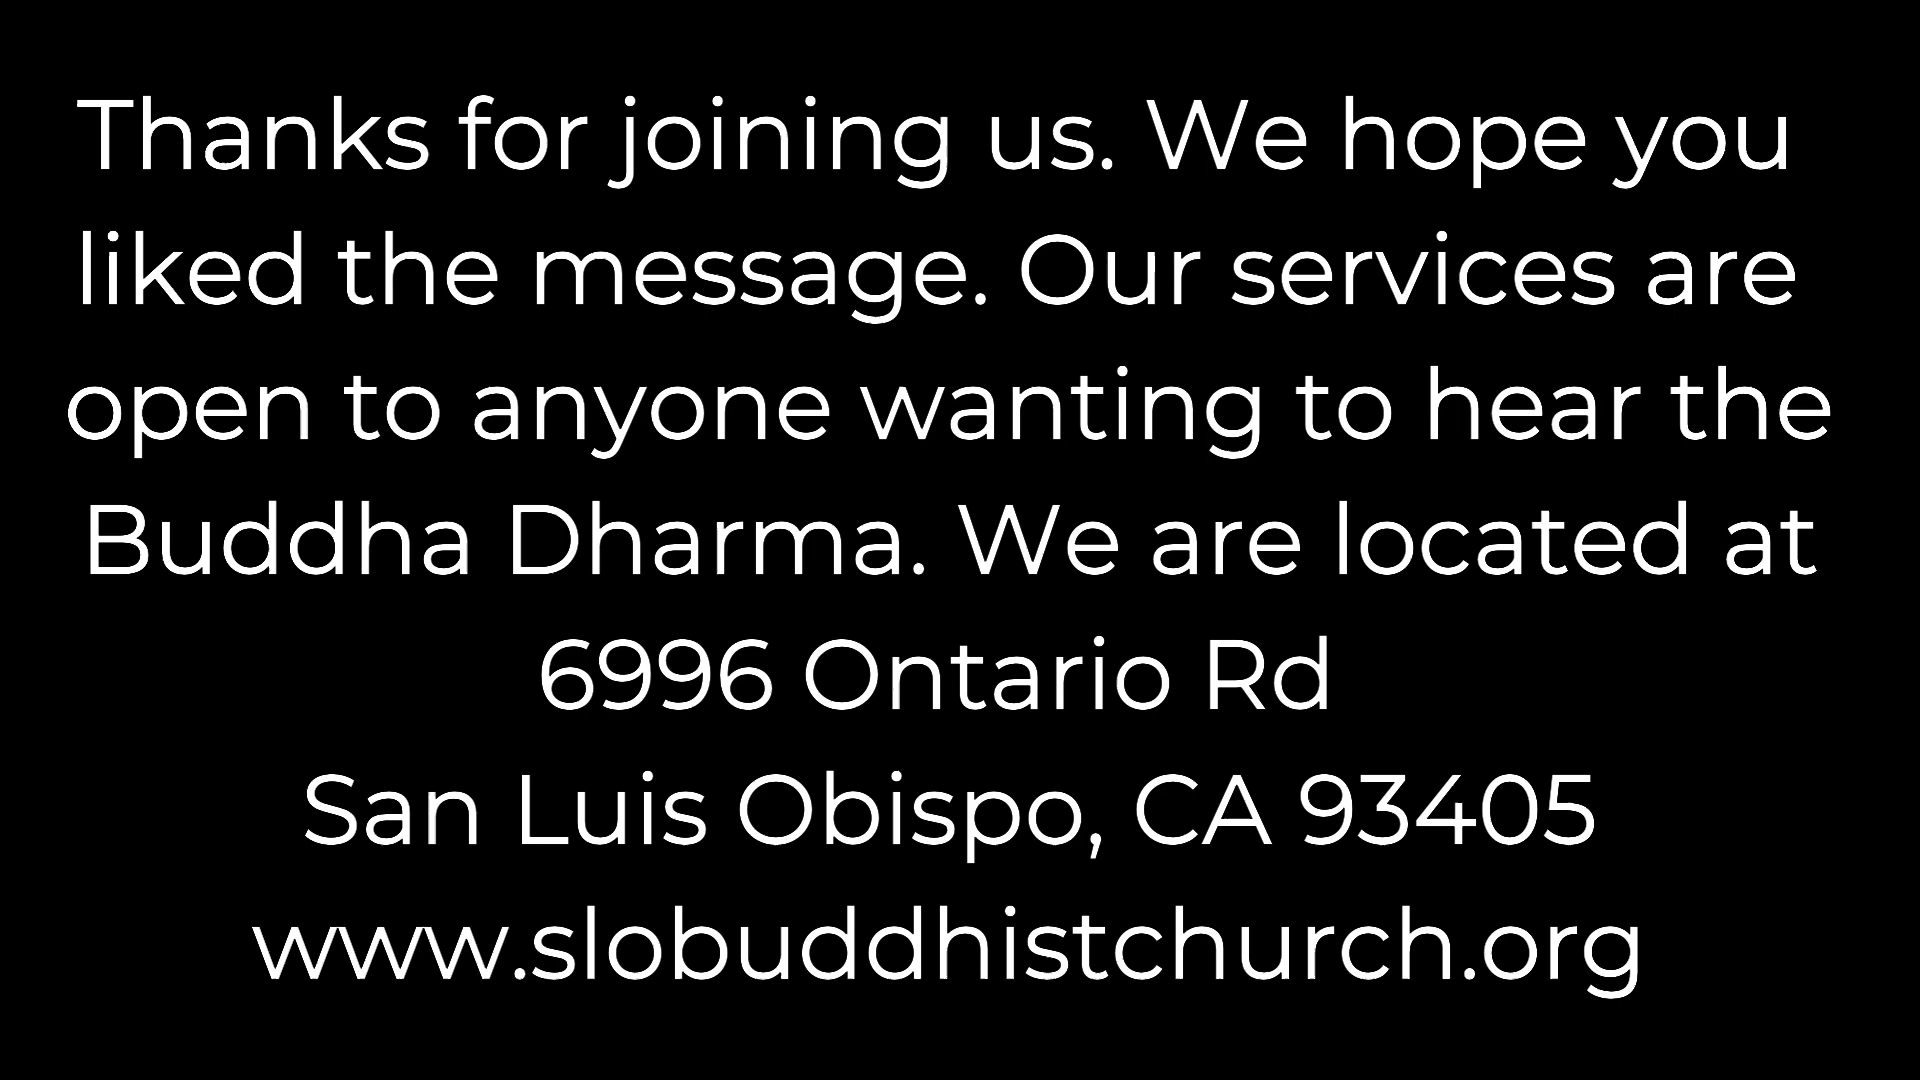 Thanks for joining us. We hope you
liked the message. Our services are
open to anyone wanting to hear the
Buddha Dharma. We are located at
6996 Ontario Rd
San Luis Obispo, CA 93405
www.slobuddhistchurch.org